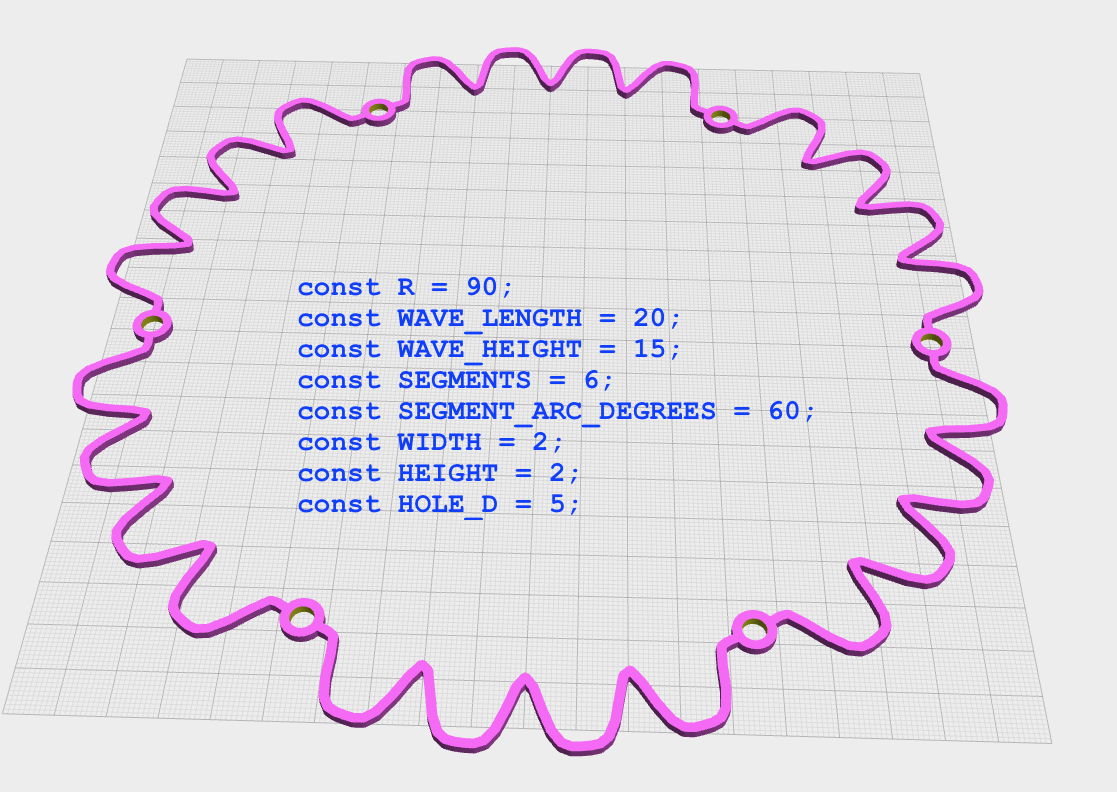 const R = 90;
const WAVE_LENGTH = 20;
const WAVE_HEIGHT = 15;
const SEGMENTS = 6;
const SEGMENT_ARC_DEGREES = 60;
const WIDTH = 2;
const HEIGHT = 2;
const HOLE_D = 5;